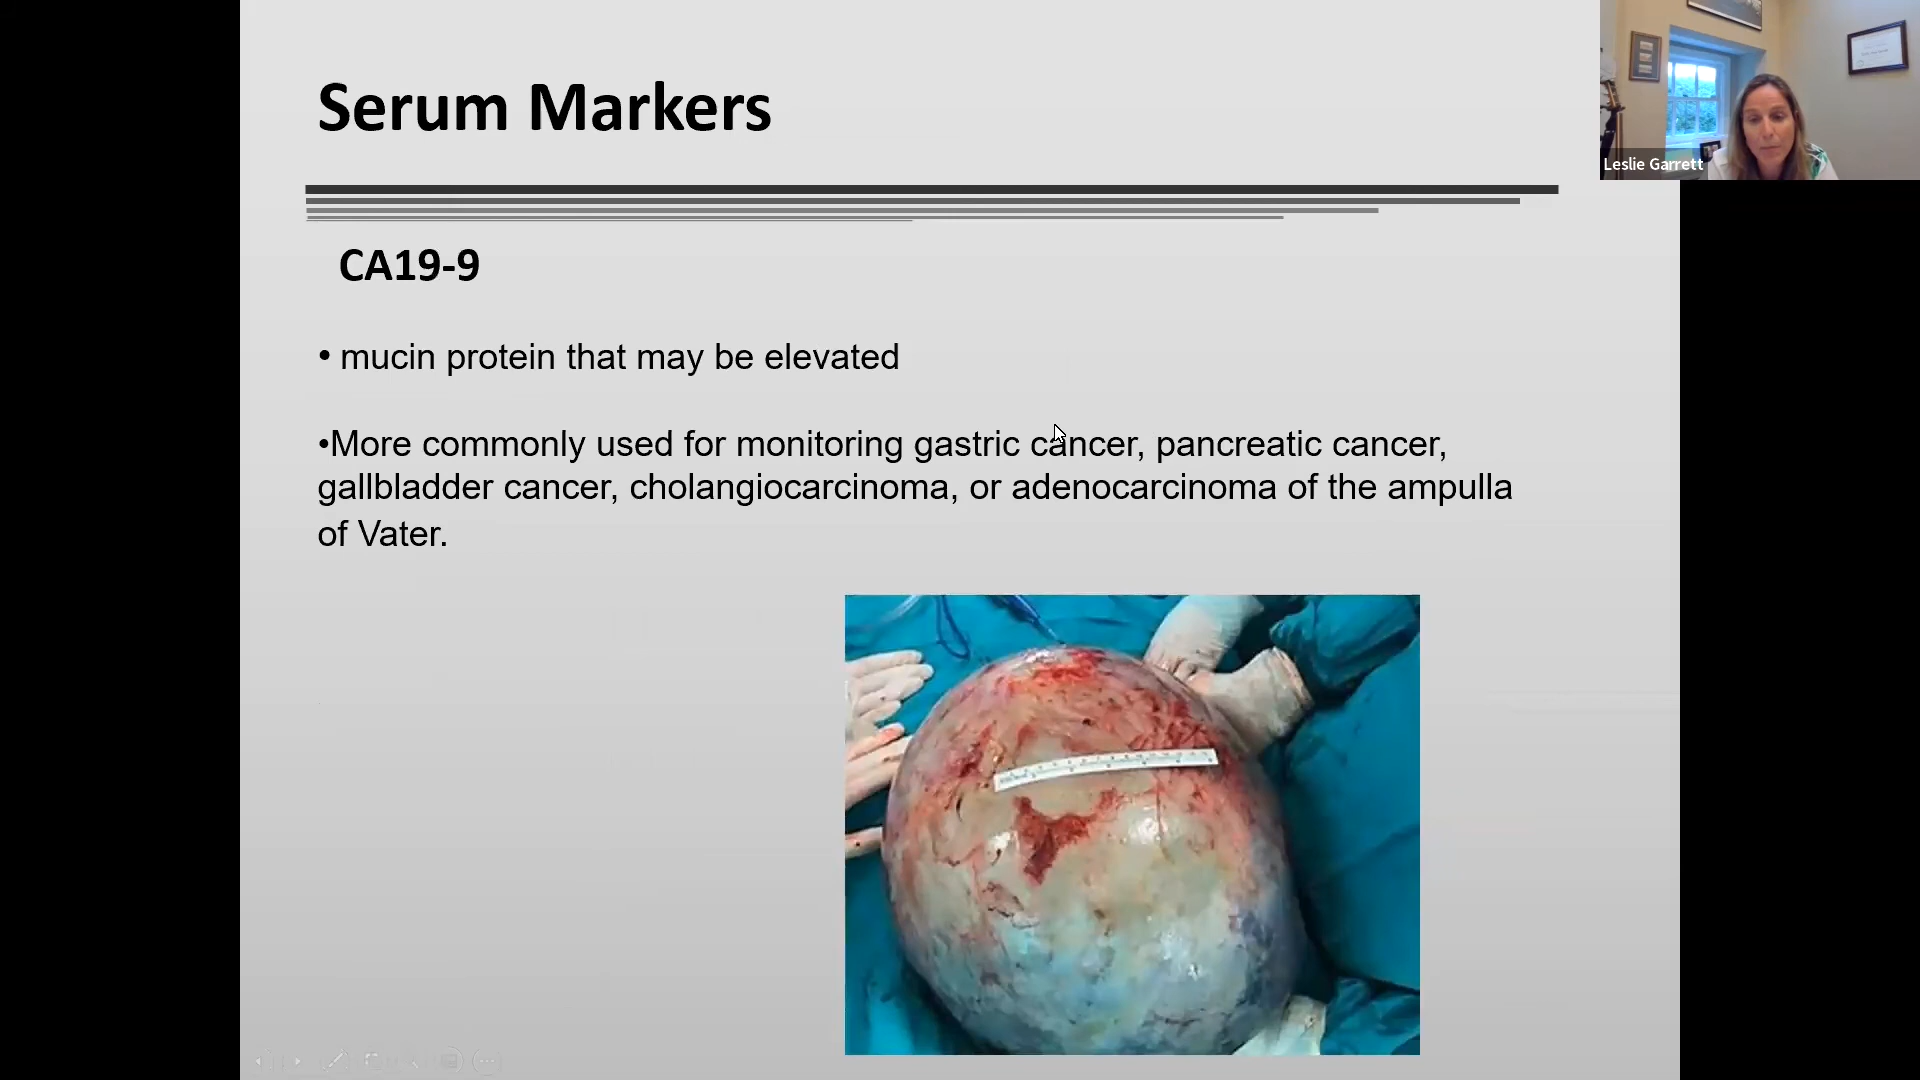 Serum Markers
Leslie Garrett
CA19-9
• mucin protein that may be elevated
•More commonly used for monitoring gastric cancer, pancreatic cancer,
gallbladder cancer, cholangiocarcinoma, or adenocarcinoma of the ampulla
of Vater.